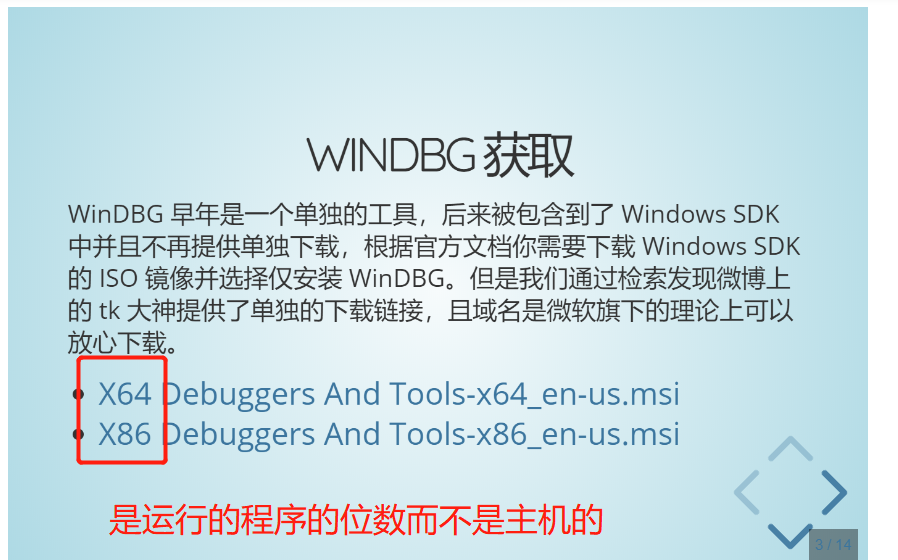 WINDBG 获取
WinDBG 早年是一个单独的工具，后来被包含到了 Windows SDK
中并且不再提供单独下载，根据官方文档你需要下载 Windows SDK
的 ISO 镜像并选择仅安装 WinDBG。但是我们通过检索发现微博上
的 tk 大神提供了单独的下载链接，且域名是微软旗下的理论上可以
放心下载。
• X64 Debuggers And Tools-x64_en-us.msi
• X86 Debuggers And Tools-x86_en-us.msi
是运行的程序的位数而不是主机的
3 / 14